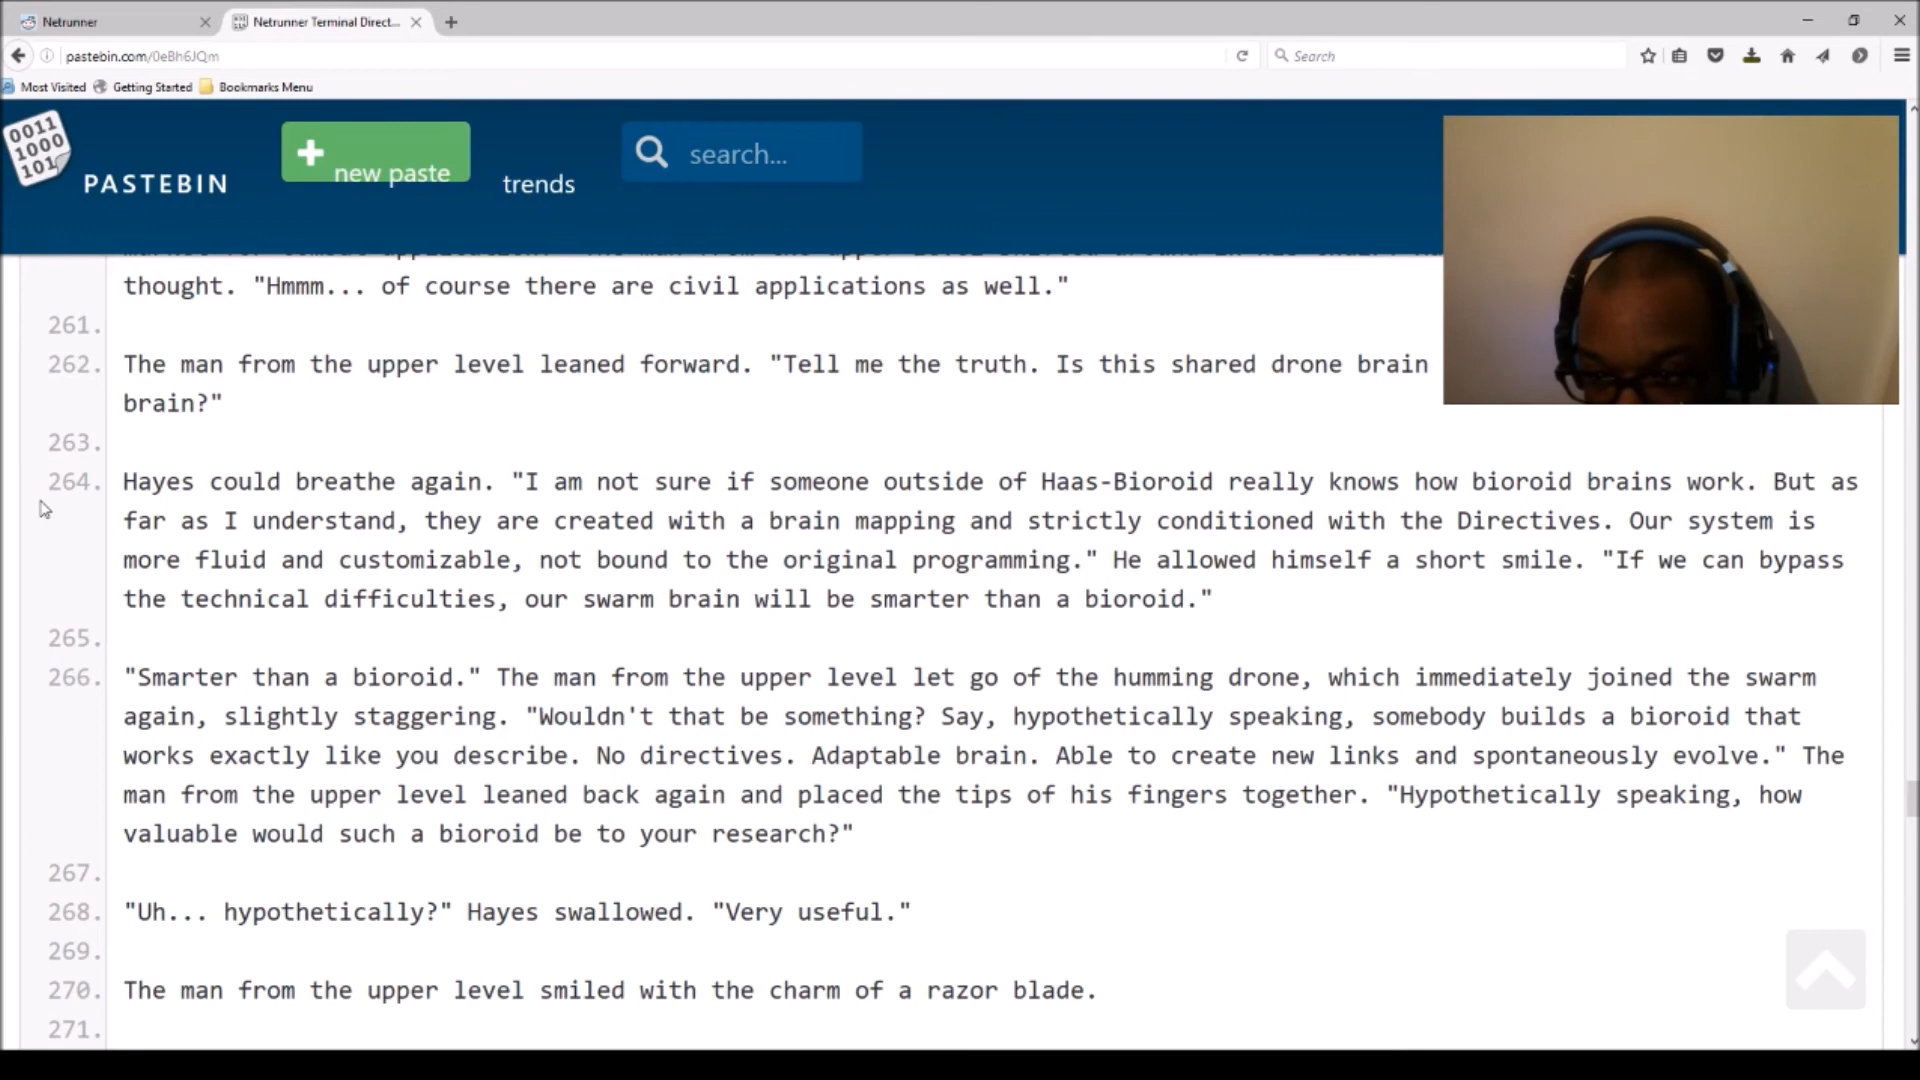 Netrunner
Netrunner Terminal Direct...
pastebin.com/0eBh6JQm
Search
Most Visited
Getting Started
Bookmarks Menu
0011
1000
101
PASTEBIN
new paste
trends
search...
thought. "Hmmm... of course there are civil applications as well."
261.
262. The man from the upper level leaned forward. "Tell me the truth. Is this shared drone brain
brain?"
263.
264. Hayes could breathe again. "I am not sure if someone outside of Haas-Bioroid really knows how bioroid brains work. But as
far as I understand, they are created with a brain mapping and strictly conditioned with the Directives. Our system is
more fluid and customizable, not bound to the original programming." He allowed himself a short smile. "If we can bypass
the technical difficulties, our swarm brain will be smarter than a bioroid."
265.
266. "Smarter than a bioroid." The man from the upper level let go of the humming drone, which immediately joined the swarm
again, slightly staggering. "Wouldn't that be something? Say, hypothetically speaking, somebody builds a bioroid that
works exactly like you describe. No directives. Adaptable brain. Able to create new links and spontaneously evolve." The
man from the upper level leaned back again and placed the tips of his fingers together. "Hypothetically speaking, how
valuable would such a bioroid be to your research?"
267.
268. "Uh... hypothetically?" Hayes swallowed. "Very useful."
269.
270. The man from the upper level smiled with the charm of a razor blade.
271.